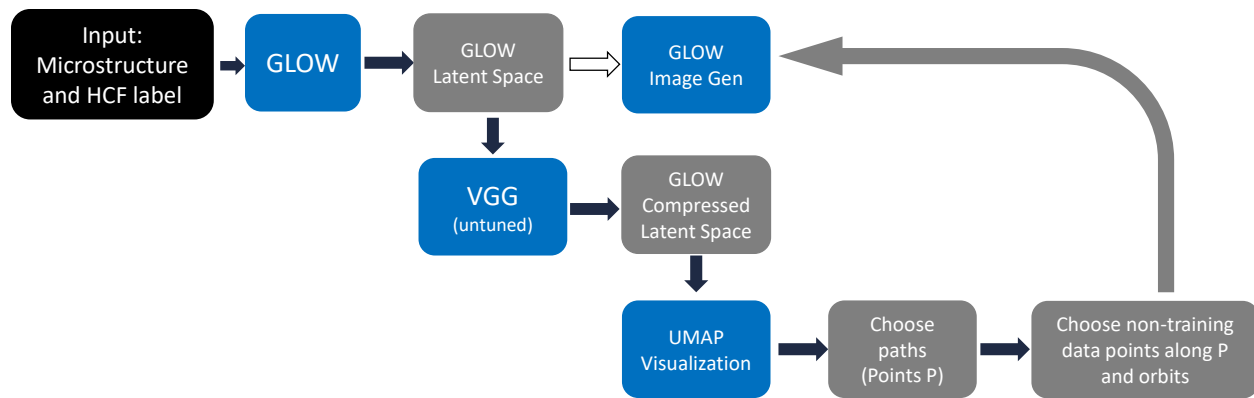 Input:
Microstructure
and HCF label
GLOW
GLOW
Latent Space
GLOW
Image Gen
VGG
(untuned)
GLOW
Compressed
Latent Space
UMAP
Visualization
Choose
paths
(Points P)
Choose non-training
data points along P
and orbits